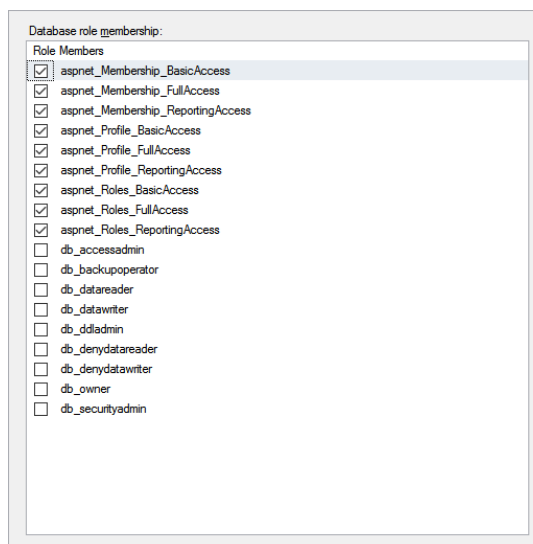 Database role membership:
Role Members
aspnet_Membership_BasicAccess
aspnet_Membership_FullAccess
aspnet_Membership_ReportingAccess
aspnet_Profile_BasicAccess
aspnet_Profile_FullAccess
aspnet_Profile_ReportingAccess
aspnet_Roles_BasicAccess
aspnet_Roles_FullAccess
aspnet_Roles_ReportingAccess
db_accessadmin
db_backupoperator
db_datareader
db_datawriter
db_ddladmin
db_denydatareader
db_denydatawriter
db_owner
db_securityadmin